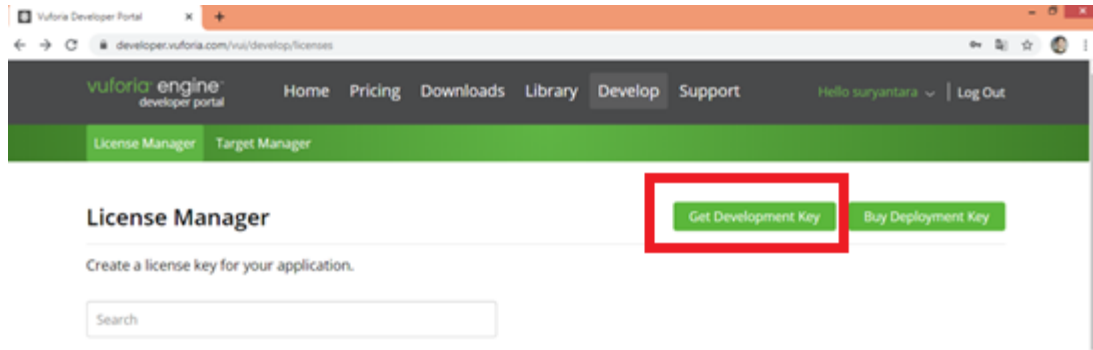 Vuforia Developer Portal
developer.vuforia.com/vui/develop/licenses
vuforia engine
developer portal
Home Pricing Downloads Library Develop Support Hello suryantara Log Out
License Manager Target Manager
License Manager Get Development Key Buy Deployment Key
Create a license key for your application.
Search